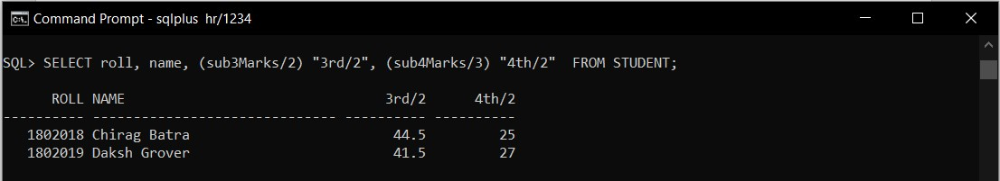 Command Prompt - sqlplus  hr/1234
SQL> SELECT roll, name, (sub3Marks/2) "3rd/2", (sub4Marks/3) "4th/2"  FROM STUDENT;
      ROLL NAME                                3rd/2      4th/2
---------- ------------------------------ ---------- ----------
   1802018 Chirag Batra                         44.5         25
   1802019 Daksh Grover                         41.5         27